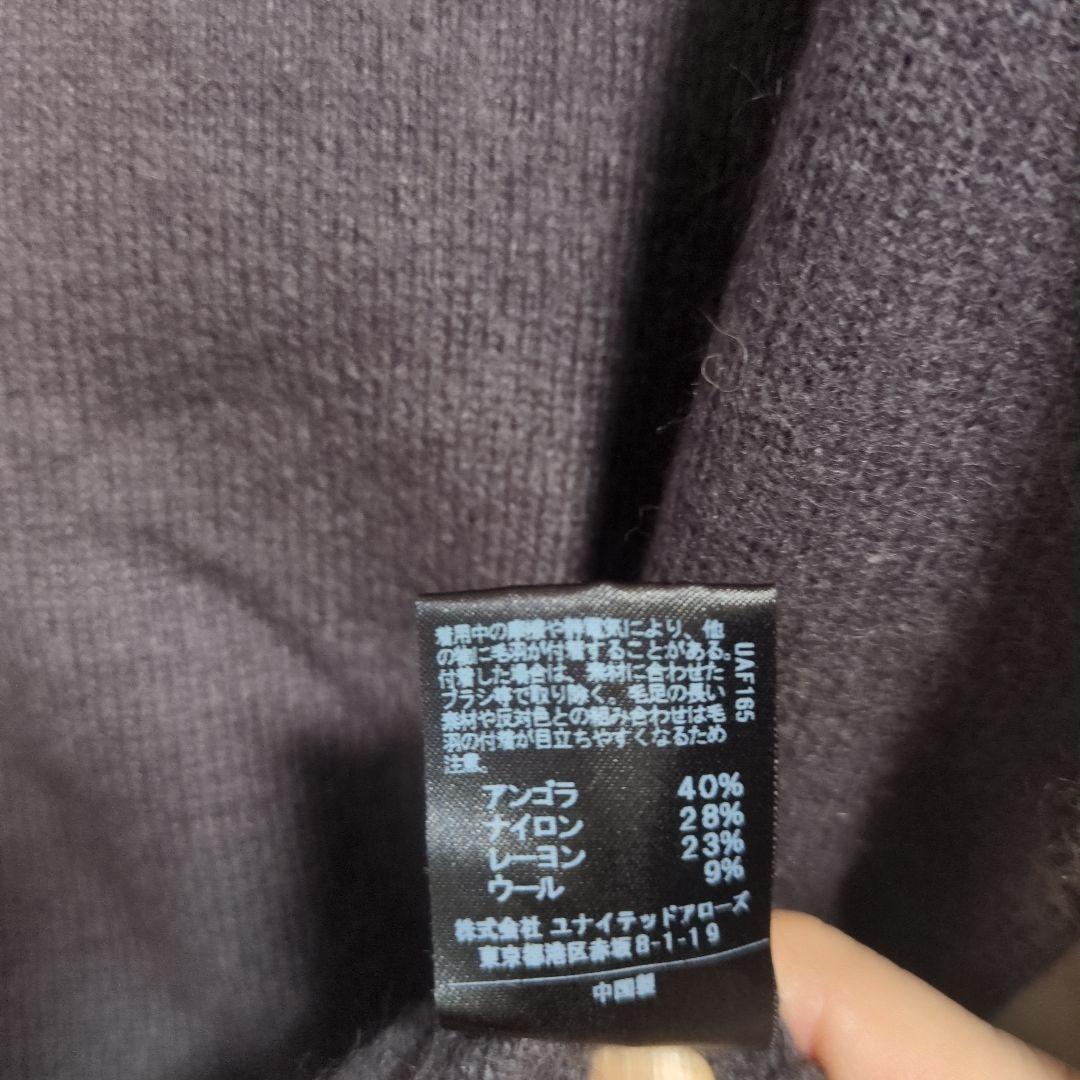 着用中の摩擦や静電気により、他
の物に毛羽が付着することがある。
付着した場合は、素材に合わせた
ブラシ等で取り除く。毛足の長い
素材や反対色との組み合わせは毛
羽の付着が目立ちやすくなるため
注意。
UAF165
アンゴラ 40%
ナイロン 28%
レーヨン 23%
ウール 9%
株式会社 ユナイテッドアローズ
東京都港区赤坂8-1-19
中国製